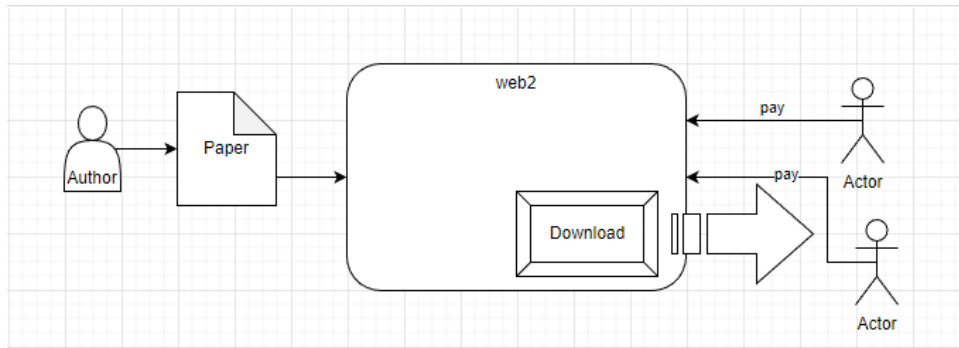 web2
pay
Paper
Author
pay
Actor
Download
Actor